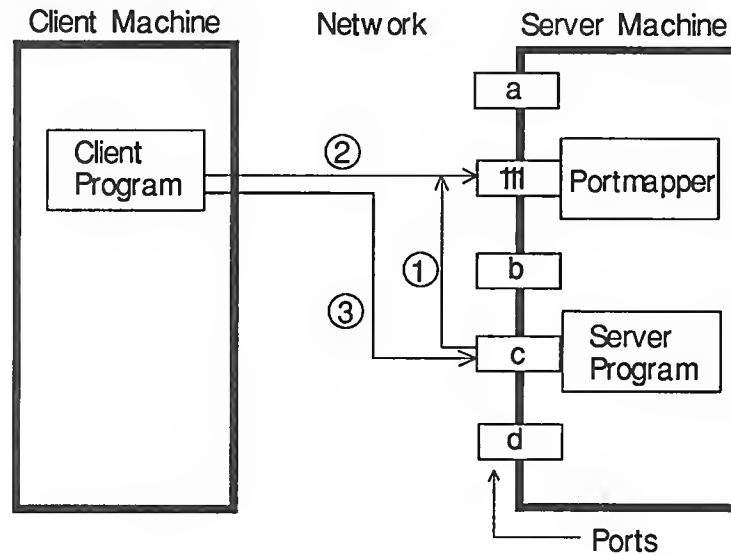 Client Machine
Network
Server Machine
a
Client
Program
②
111
Portmapper
①
b
③
c
Server
Program
d
Ports